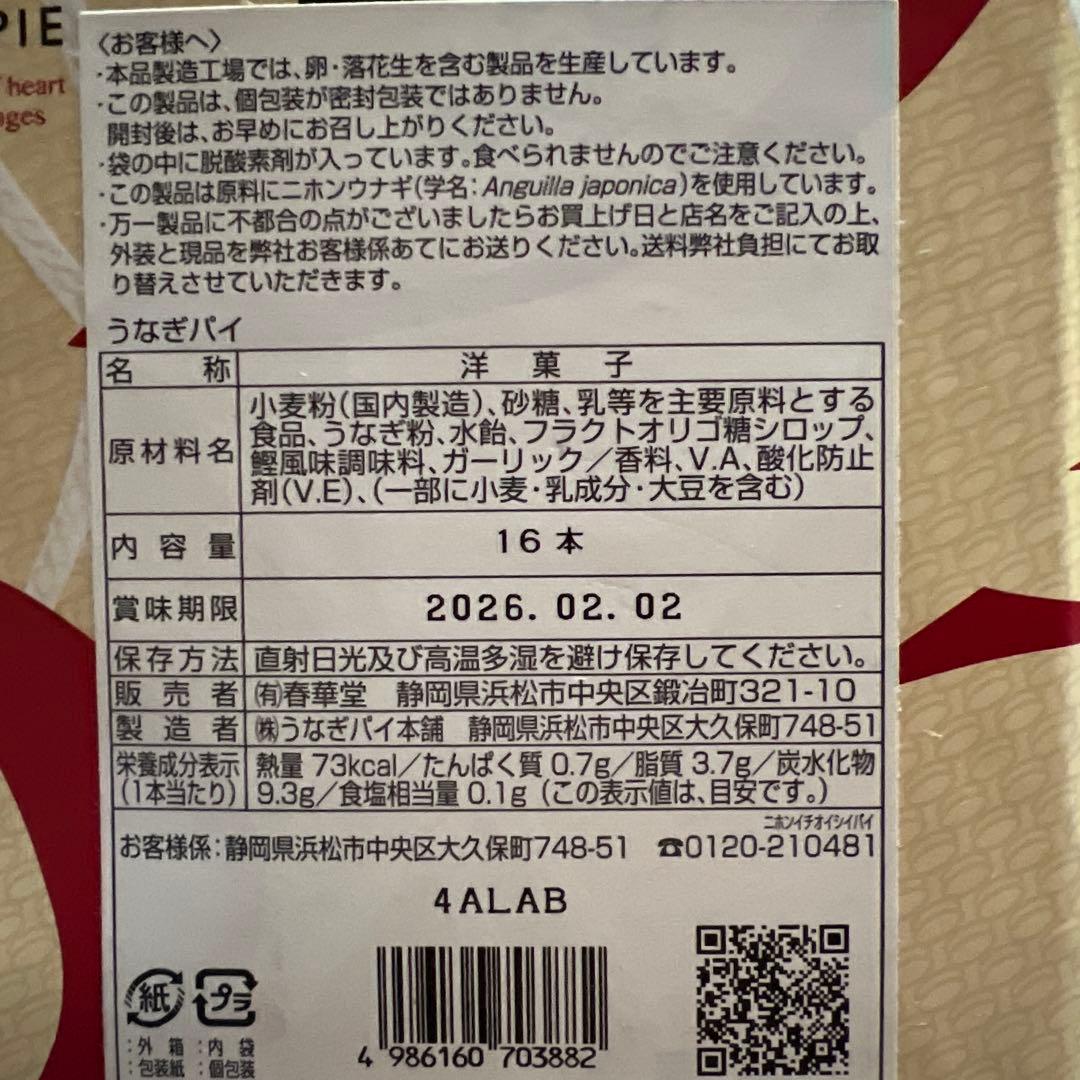 PIE
heart
ages
〈お客様へ〉
・本品製造工場では、卵・落花生を含む製品を生産しています。
・この製品は、個包装が密封包装ではありません。
開封後は、お早めにお召し上がりください。
・袋の中に脱酸素剤が入っています。食べられませんのでご注意ください。
・この製品は原料にニホンウナギ(学名:Anguilla japonica)を使用しています。
・万一製品に不都合の点がございましたらお買上げ日と店名をご記入の上、
外装と現品を弊社お客様係あてにお送りください。送料弊社負担にてお取
り替えさせていただきます。
うなぎパイ
名称 洋菓子
原材料名 小麦粉(国内製造)、砂糖、乳等を主要原料とする
食品、うなぎ粉、水飴、フラクトオリゴ糖シロップ、
鰹風味調味料、ガーリック/香料、V.A、酸化防止
剤(V.E)、(一部に小麦・乳成分・大豆を含む)
内容量 16本
賞味期限 2026.02.02
保存方法 直射日光及び高温多湿を避け保存してください。
販売者 ㈲春華堂 静岡県浜松市中央区鍛冶町321-10
製造者 ㈱うなぎパイ本舗 静岡県浜松市中央区大久保町748-51
栄養成分表示 熱量 73kcal/たんぱく質 0.7g/脂質 3.7g/炭水化物
(1本当たり) 9.3g/食塩相当量 0.1g (この表示値は、目安です。)
ニホンイチオイシイパイ
お客様係:静岡県浜松市中央区大久保町748-51 ☎0120-210481
4ALAB
紙 プラ
:外箱 :内袋
:包装紙 :個包装
4 986160 703882